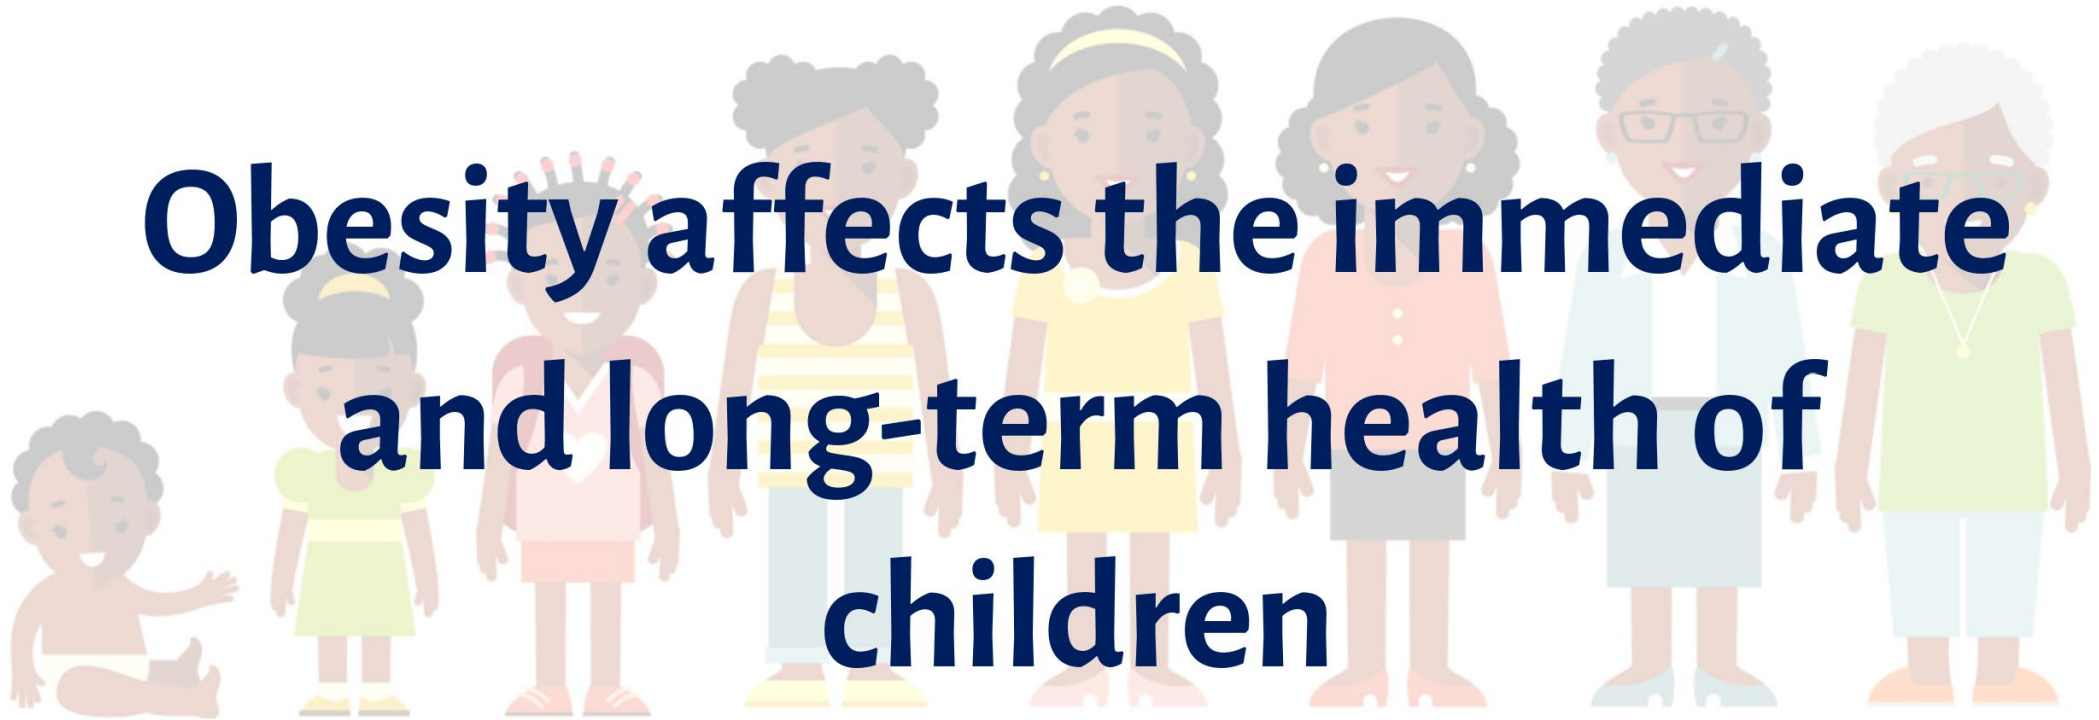 Obesity affects the immediate
and long-term health of
children